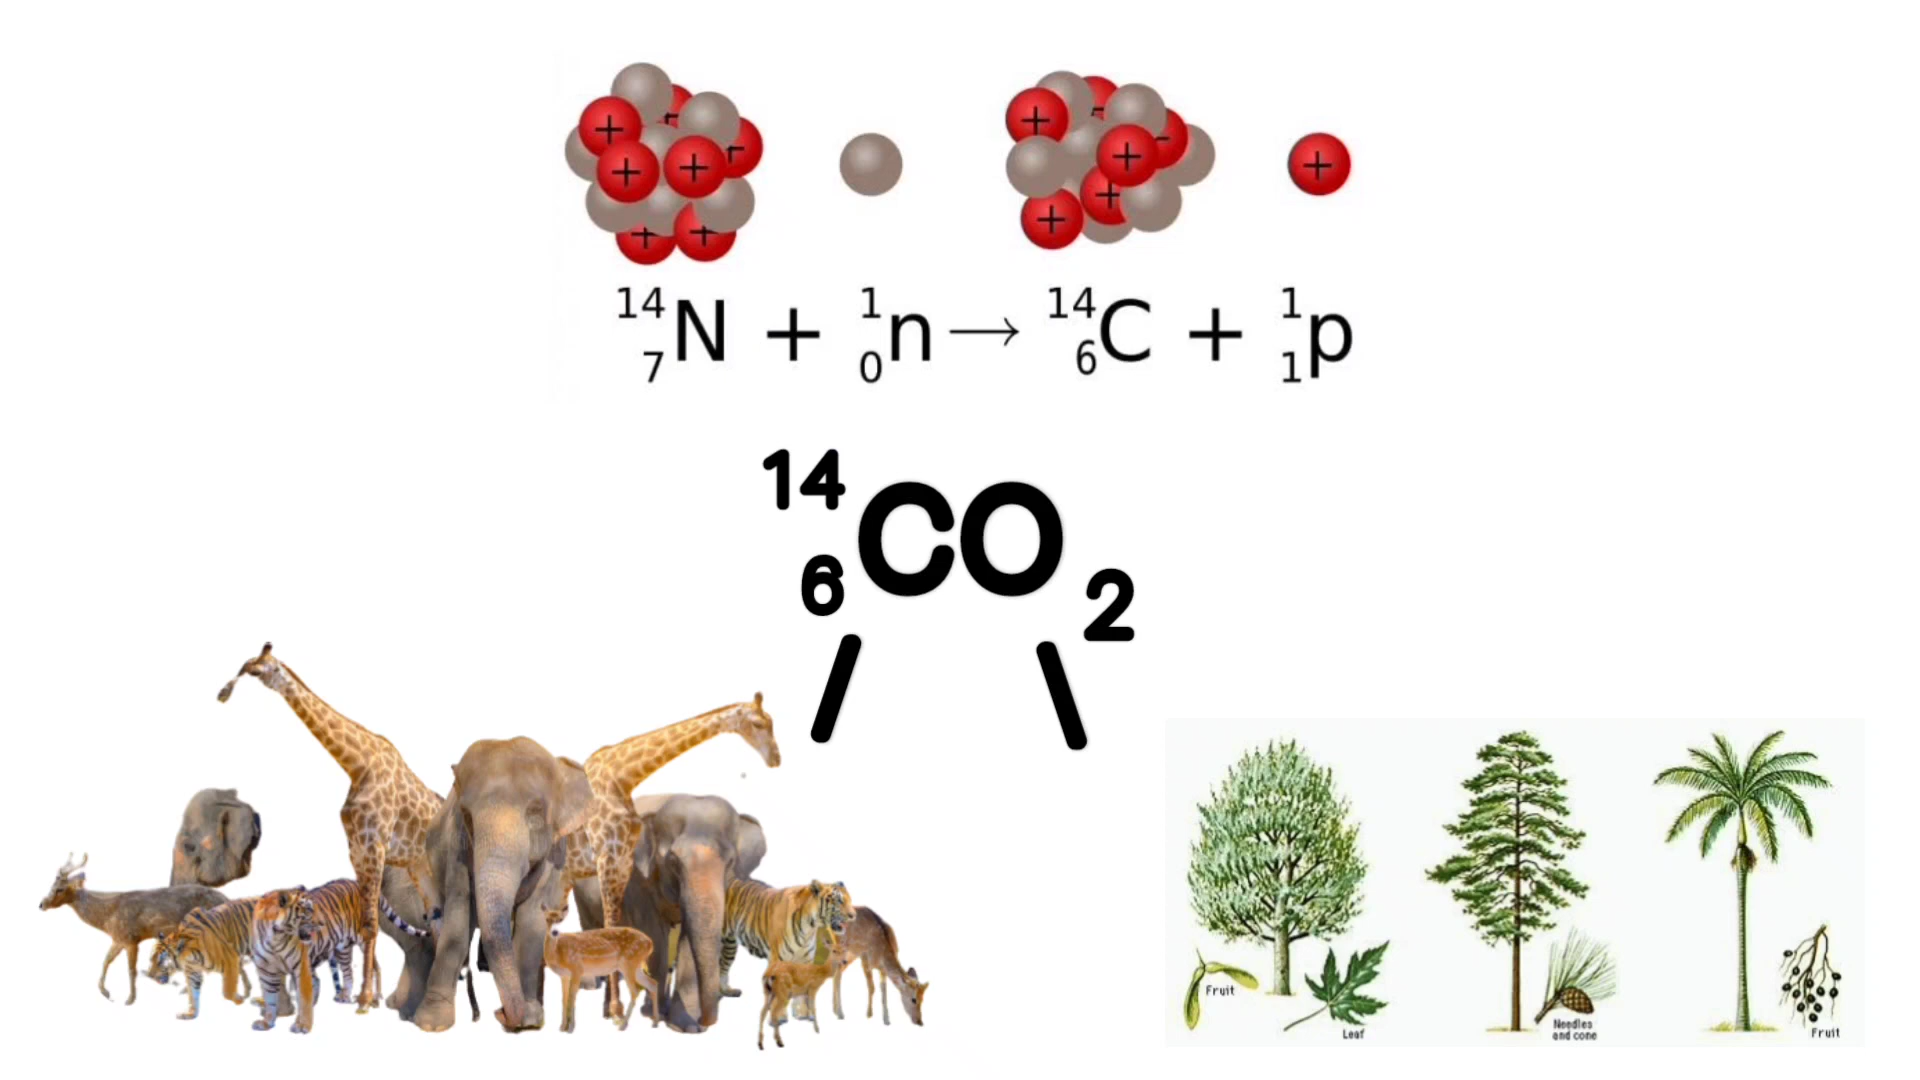 ¹⁴₇N + ¹₀n → ¹⁴₆C + ¹₁p
¹⁴₆CO₂
Fruit
Leaf
Needles
and cone
Fruit